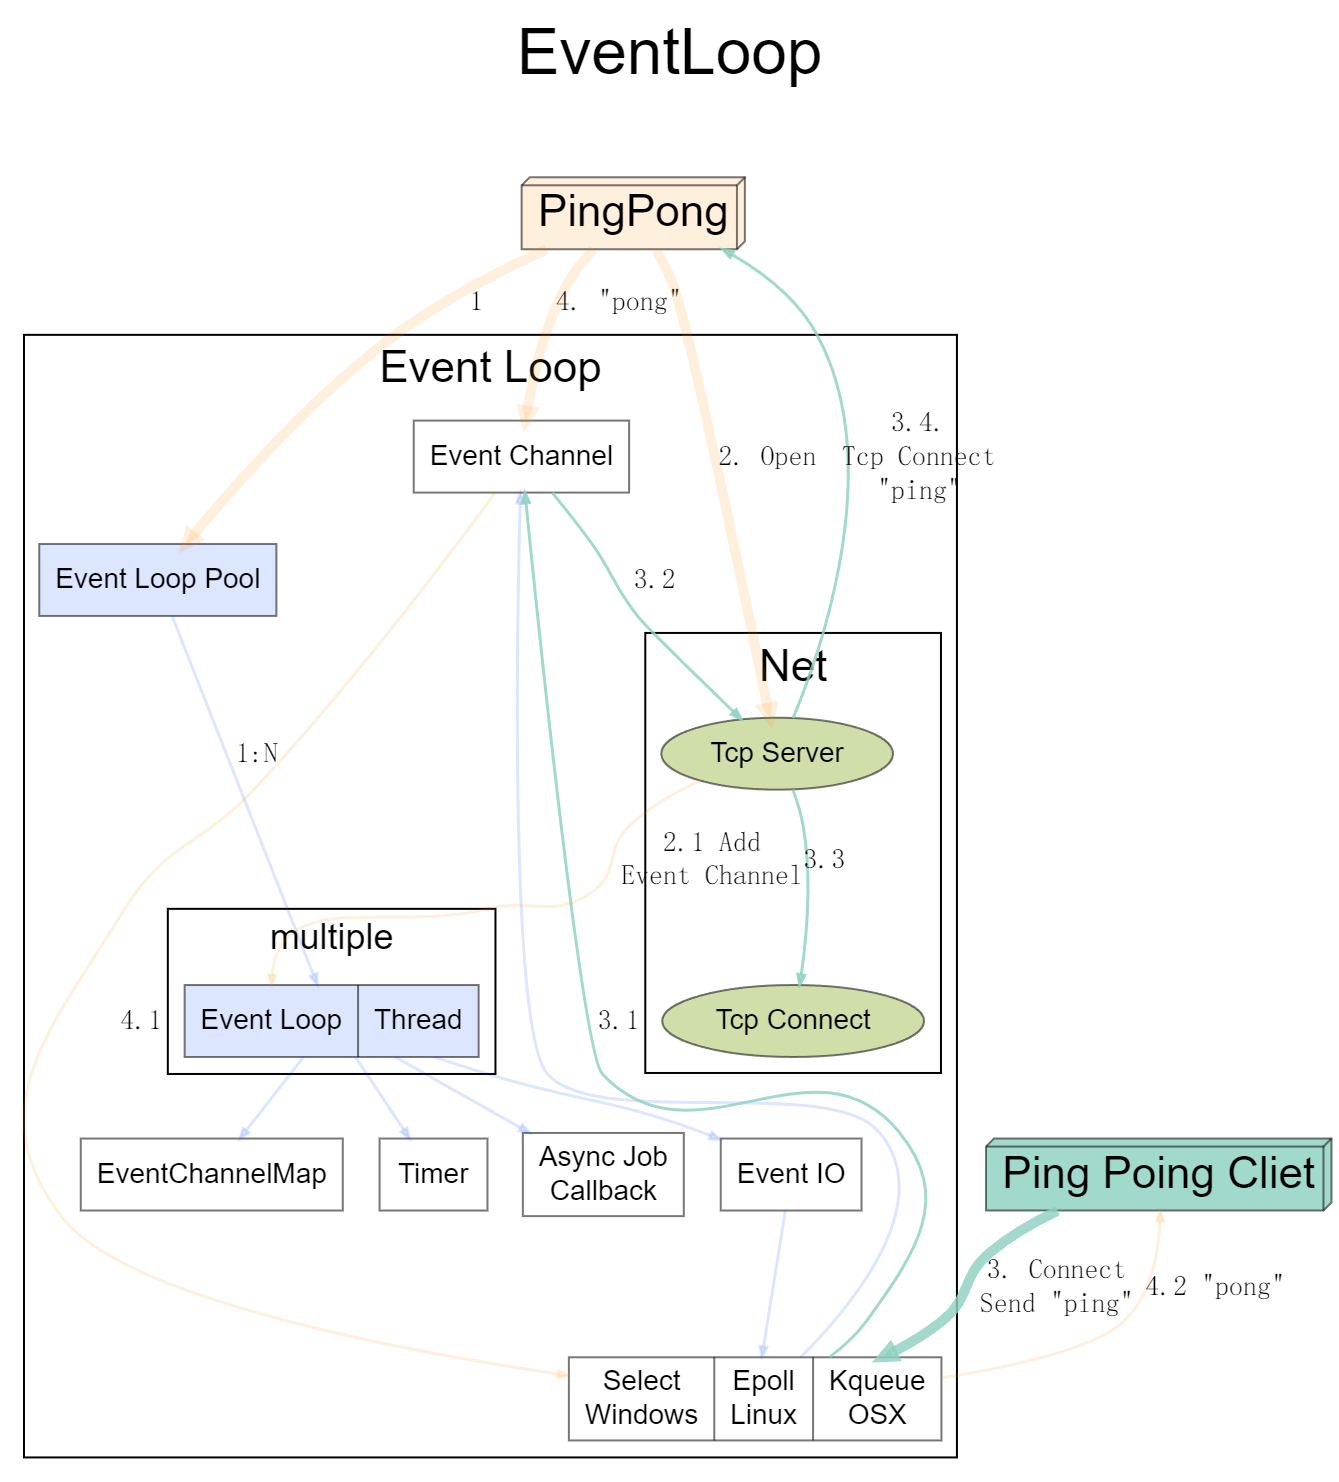 EventLoop
PingPong
1
4. "pong"
Event Loop
3.4.
Event Channel
2. Open
Tcp Connect
"ping"
Event Loop Pool
3.2
Net
1:N
Tcp Server
2.1 Add
Event Channel
3.3
multiple
4.1
Event Loop
Thread
3.1
Tcp Connect
EventChannelMap
Timer
Async Job
Callback
Event IO
Ping Poing Cliet
3. Connect
Send "ping"
4.2 "pong"
Select
Windows
Epoll
Linux
Kqueue
OSX